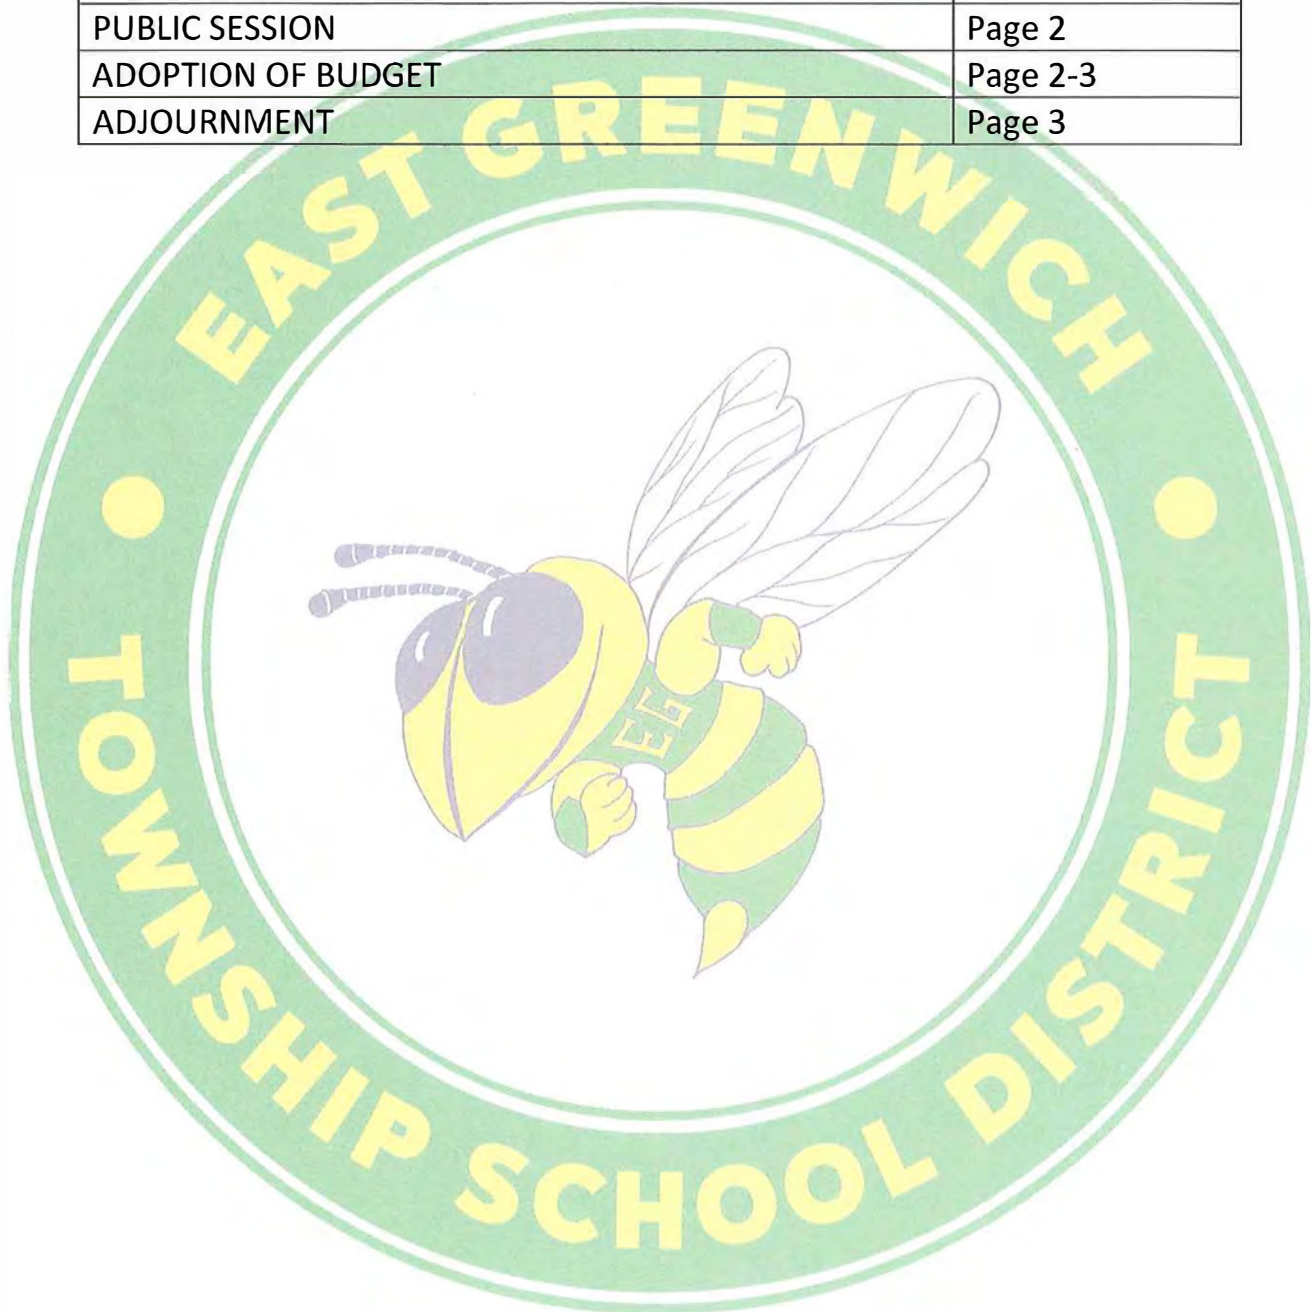 PUBLIC SESSION Page 2
ADOPTION OF BUDGET Page 2-3
ADJOURNMENT Page 3
EAST GREENWICH
EG
TOWNSHIP SCHOOL DISTRICT